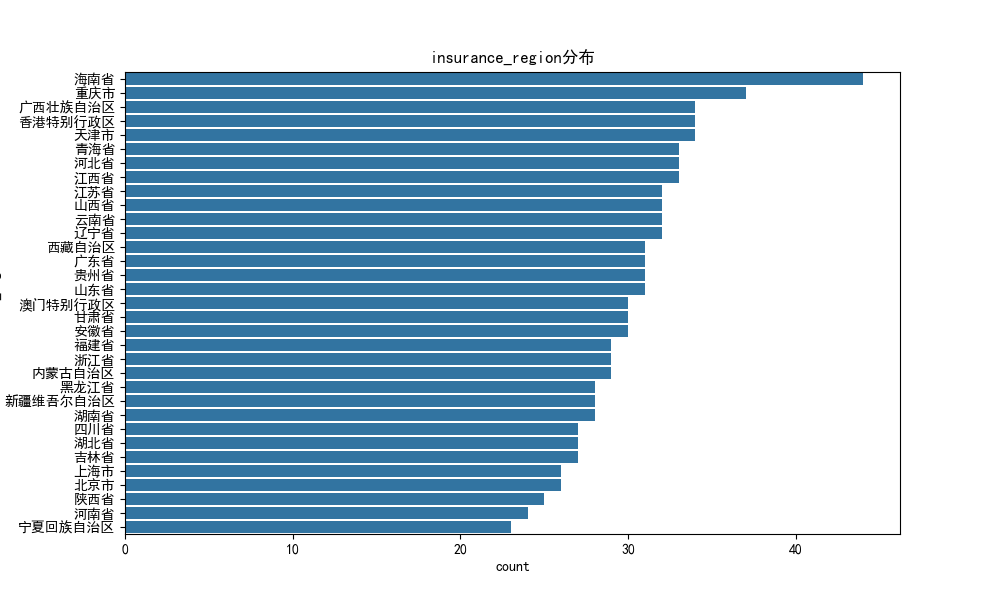 insurance_region分布
海南省
重庆市
广西壮族自治区
香港特别行政区
天津市
青海省
河北省
江西省
江苏省
山西省
云南省
辽宁省
西藏自治区
广东省
贵州省
山东省
澳门特别行政区
甘肃省
安徽省
福建省
浙江省
内蒙古自治区
黑龙江省
新疆维吾尔自治区
湖南省
四川省
湖北省
吉林省
上海市
北京市
陕西省
河南省
宁夏回族自治区
0 10 20 30 40
count